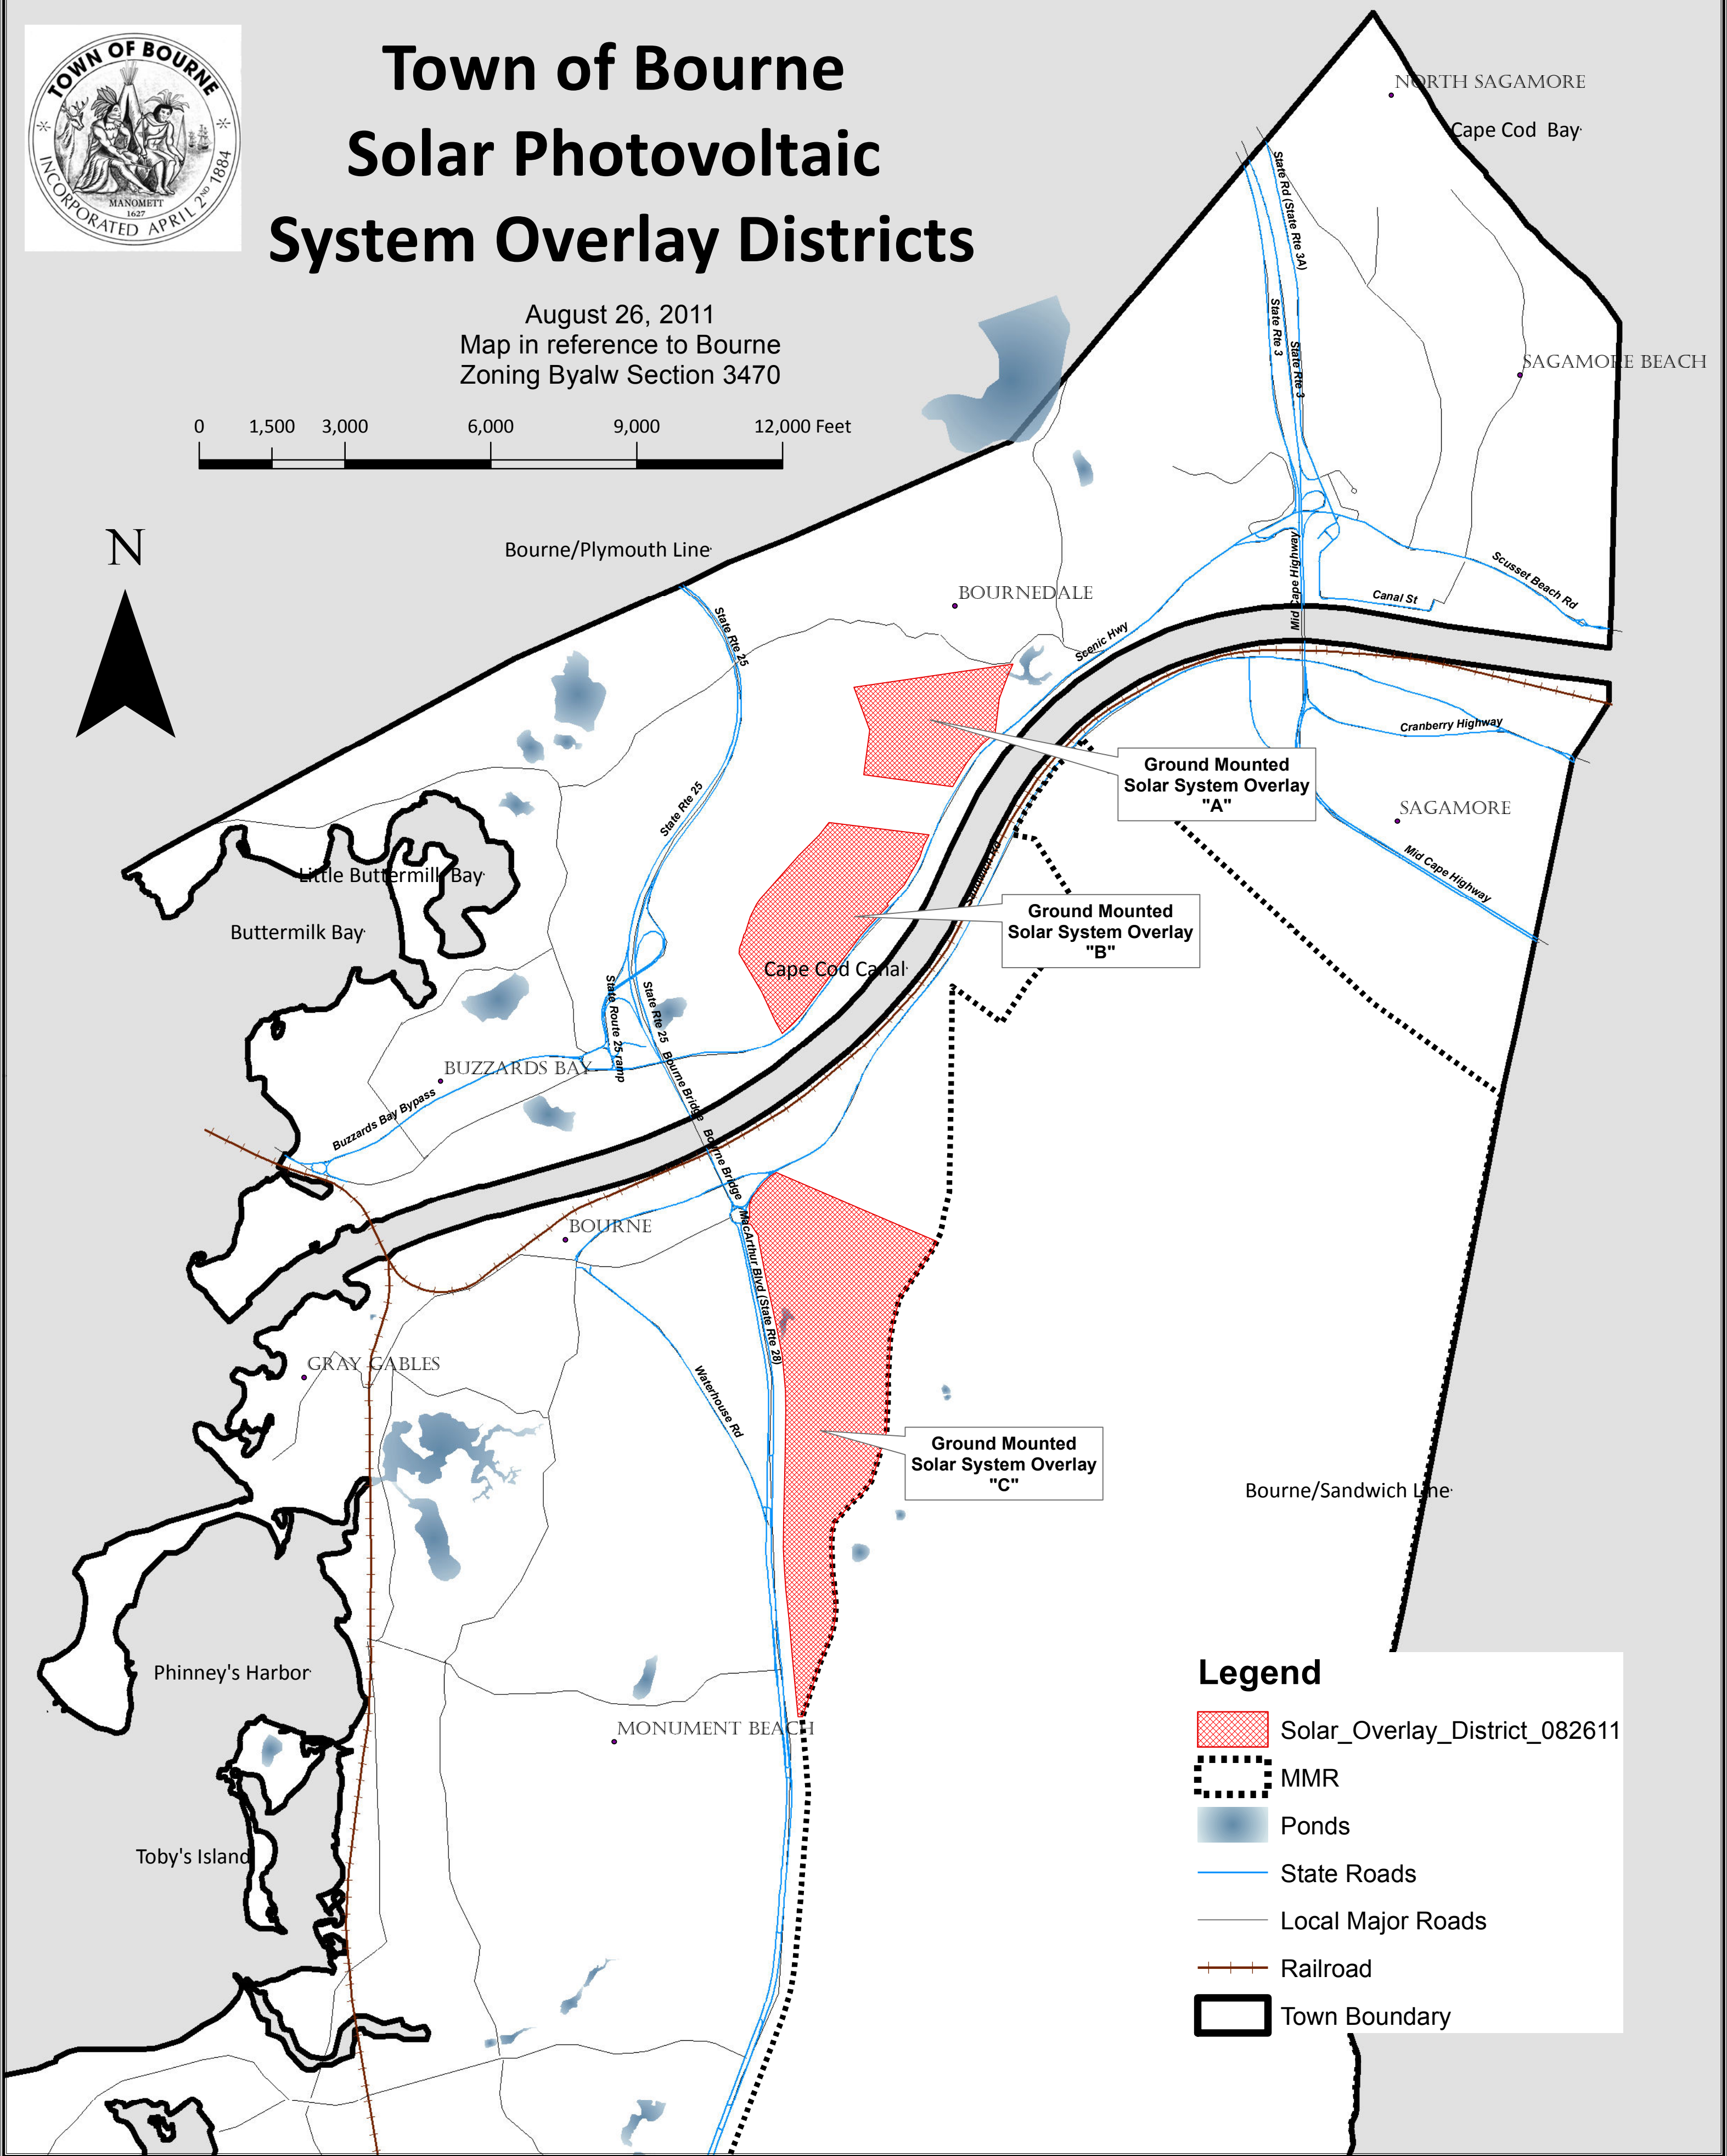 TOWN OF BOURNE
MANOMETT
1627
INCORPORATED APRIL 2ND 1884
Town of Bourne
Solar Photovoltaic
System Overlay Districts
August 26, 2011
Map in reference to Bourne
Zoning Byalw Section 3470
0 1,500 3,000 6,000 9,000 12,000 Feet
N
NORTH SAGAMORE
Cape Cod Bay
State Rd (State Rte 3A)
State Rte 3
State Rte 3
SAGAMORE BEACH
Bourne/Plymouth Line
BOURNEDALE
State Rte 25
Scenic Hwy
Mid Cape Highway
Canal St
Scusset Beach Rd
Cranberry Highway
Ground Mounted
Solar System Overlay
"A"
State Rte 25
SAGAMORE
Mid Cape Highway
Sandwich Rd
Little Buttermilk Bay
Buttermilk Bay
Ground Mounted
Solar System Overlay
"B"
Cape Cod Canal
State Route 25 ramp
State Rte 25
Bourne Bridge
Bourne Bridge
BUZZARDS BAY
Buzzards Bay Bypass
BOURNE
MacArthur Blvd (State Rte 28)
GRAY GABLES
Waterhouse Rd
Ground Mounted
Solar System Overlay
"C"
Bourne/Sandwich Line
Phinney's Harbor
MONUMENT BEACH
Toby's Island
Legend
Solar_Overlay_District_082611
MMR
Ponds
State Roads
Local Major Roads
Railroad
Town Boundary